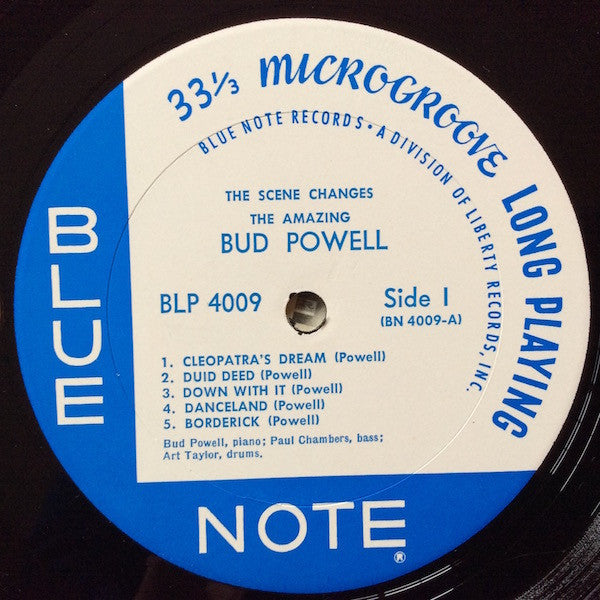 33⅓ MICROGROOVE LONG PLAYING
BLUE NOTE RECORDS • A DIVISION OF LIBERTY RECORDS, INC.
THE SCENE CHANGES
THE AMAZING
BUD POWELL
BLP 4009
Side 1
(BN 4009-A)
1. CLEOPATRA'S DREAM (Powell)
2. DUID DEED (Powell)
3. DOWN WITH IT (Powell)
4. DANCELAND (Powell)
5. BORDERICK (Powell)
Bud Powell, piano; Paul Chambers, bass;
Art Taylor, drums.
BLUE
NOTE®